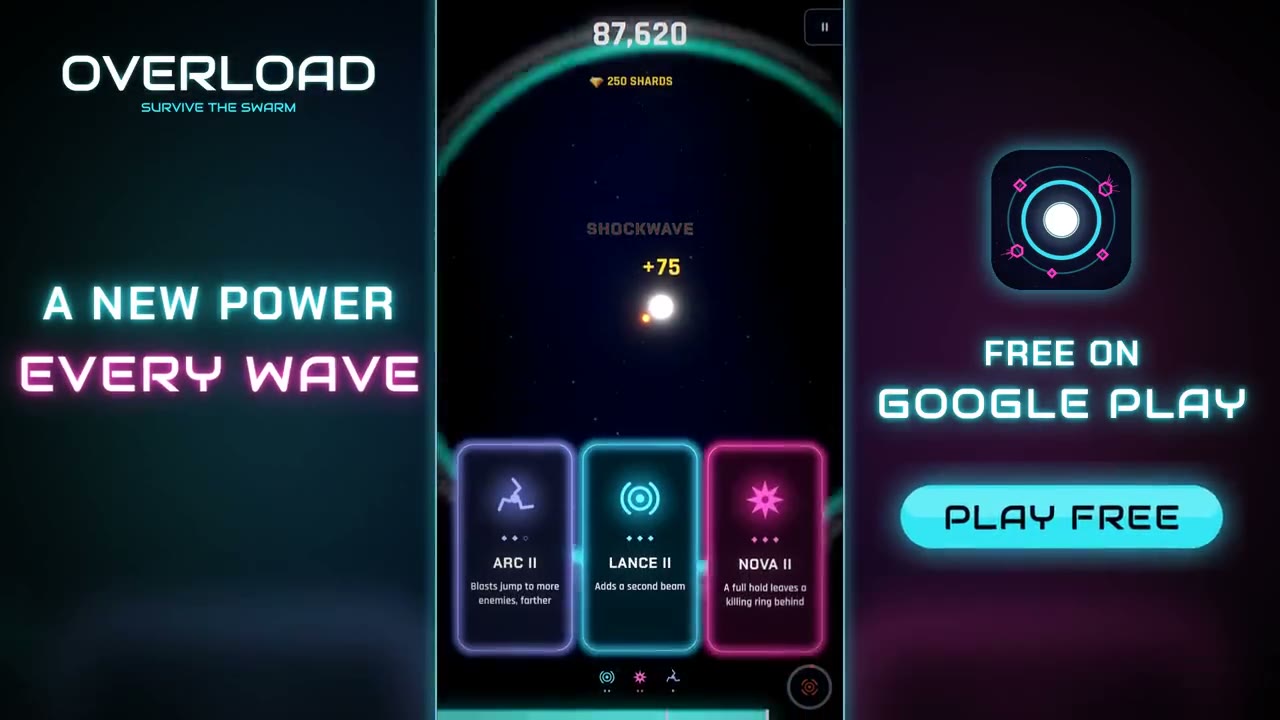 OVERLOAD
SURVIVE THE SWARM
A NEW POWER
EVERY WAVE
87,620
250 SHARDS
SHOCKWAVE
+75
ARC II
Blasts jump to more
enemies, farther
LANCE II
Adds a second beam
NOVA II
A full hold leaves a
killing ring behind
FREE ON
GOOGLE PLAY
PLAY FREE